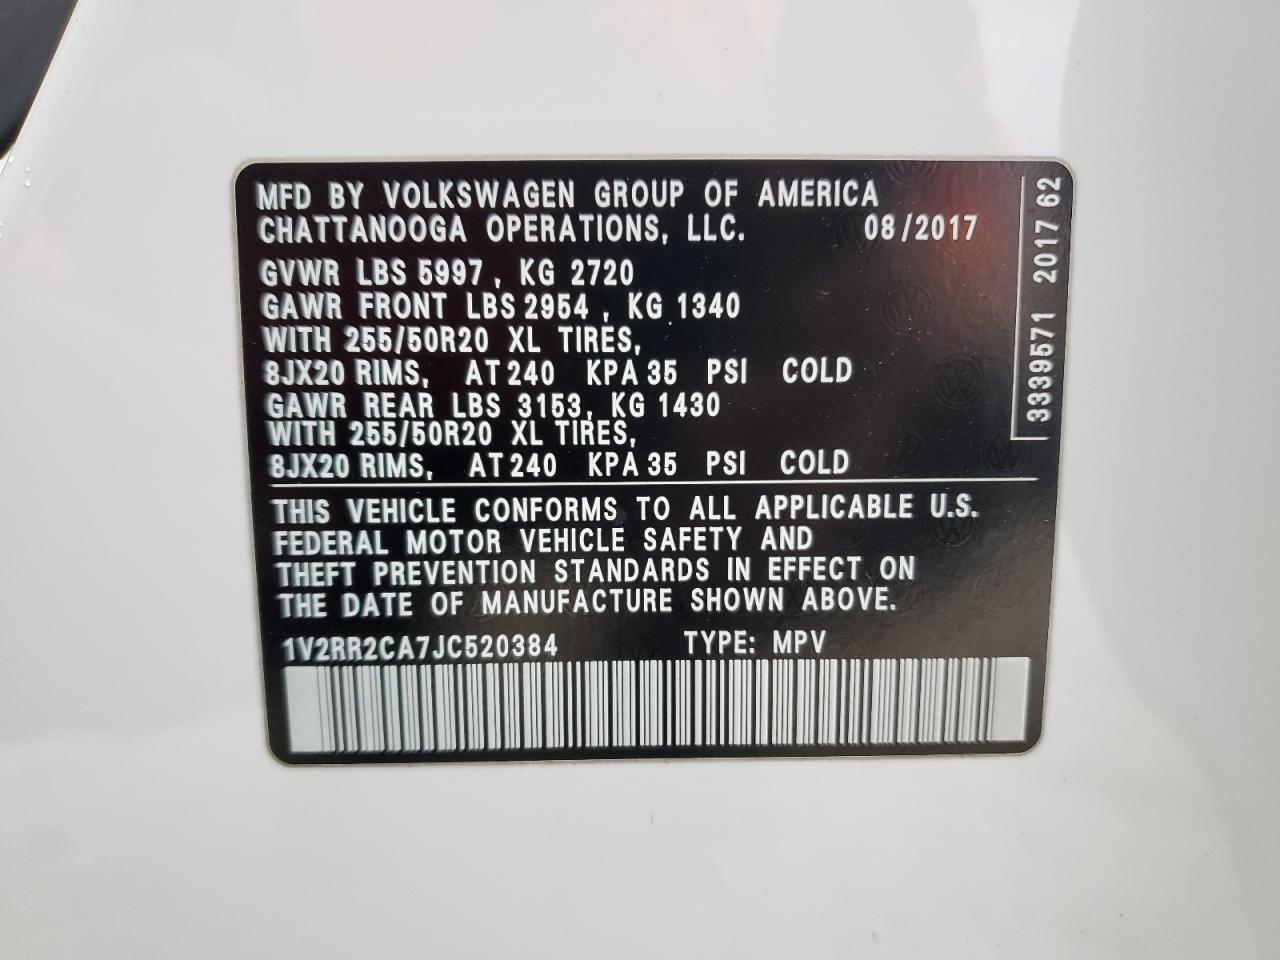 MFD BY VOLKSWAGEN GROUP OF AMERICA
CHATTANOOGA OPERATIONS, LLC. 08/2017
GVWR LBS 5997, KG 2720
GAWR FRONT LBS 2954, KG 1340
WITH 255/50R20 XL TIRES,
8JX20 RIMS, AT 240 KPA 35 PSI COLD
GAWR REAR LBS 3153, KG 1430
WITH 255/50R20 XL TIRES,
8JX20 RIMS, AT 240 KPA 35 PSI COLD
THIS VEHICLE CONFORMS TO ALL APPLICABLE U.S.
FEDERAL MOTOR VEHICLE SAFETY AND
THEFT PREVENTION STANDARDS IN EFFECT ON
THE DATE OF MANUFACTURE SHOWN ABOVE.
1V2RR2CA7JC520384 TYPE: MPV
3339571 2017 62